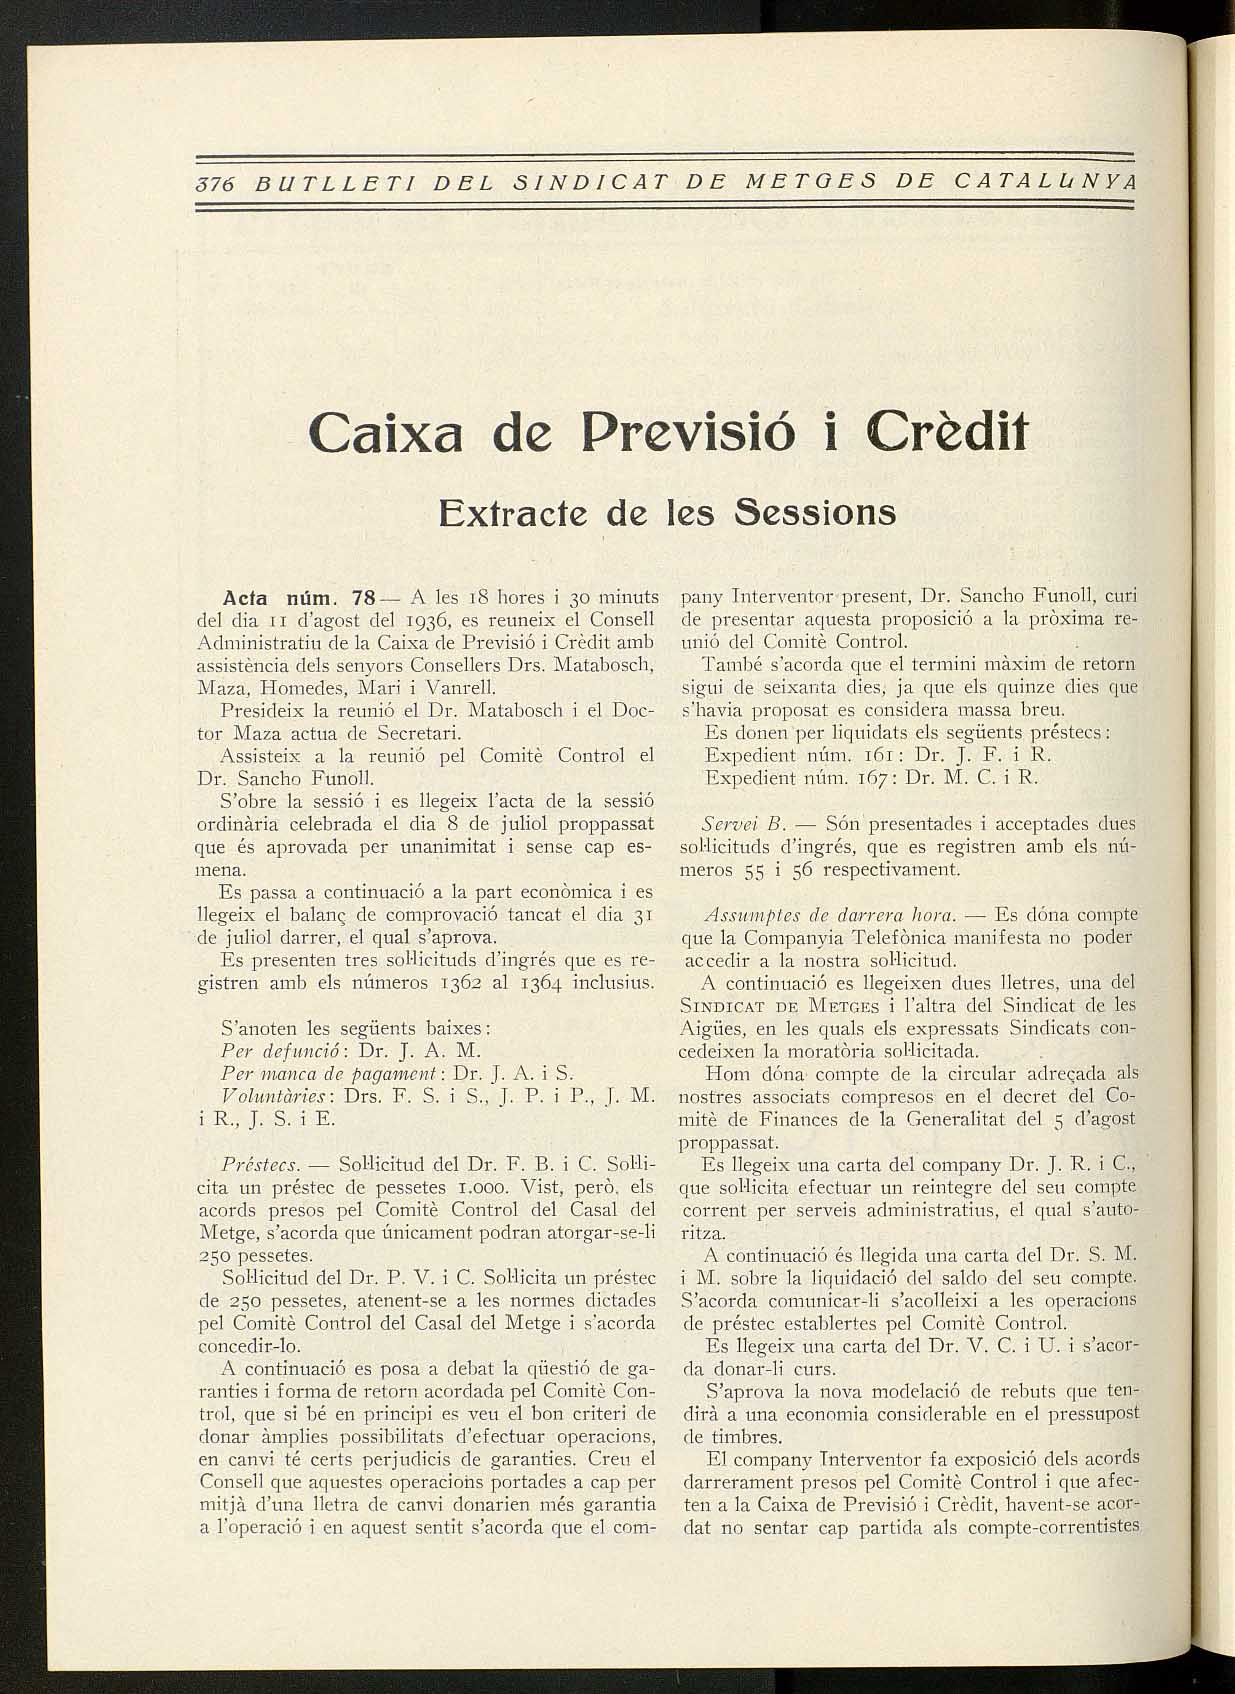 376 BUTLLETI DEL SINDICAT DE METGES DE CATALUNYA
Caixa de Previsió i Crèdit
Extracte de les Sessions
Acta núm. 78 — A les 18 hores i 30 minuts
del dia 11 d'agost del 1936, es reuneix el Consell
Administratiu de la Caixa de Previsió i Crèdit amb
assistència dels senyors Consellers Drs. Matabosch,
Maza, Homedes, Mari i Vanrell.
Presideix la reunió el Dr. Matabosch i el Doc-
tor Maza actua de Secretari.
Assisteix a la reunió pel Comitè Control el
Dr. Sancho Funoll.
S'obre la sessió i es llegeix l'acta de la sessió
ordinària celebrada el dia 8 de juliol proppassat
que és aprovada per unanimitat i sense cap es-
mena.
Es passa a continuació a la part econòmica i es
llegeix el balanç de comprovació tancat el dia 31
de juliol darrer, el qual s'aprova.
Es presenten tres sol·licituds d'ingrés que es re-
gistren amb els números 1362 al 1364 inclusius.
S'anoten les següents baixes:
Per defunció: Dr. J. A. M.
Per manca de pagament: Dr. J. A. i S.
Voluntàries: Drs. F. S. i S., J. P. i P., J. M.
i R., J. S. i E.
Préstecs. — Sol·licitud del Dr. F. B. i C. Sol·li-
cita un préstec de pessetes 1.000. Vist, però, els
acords presos pel Comitè Control del Casal del
Metge, s'acorda que únicament podran atorgar-se-li
250 pessetes.
Sol·licitud del Dr. P. V. i C. Sol·licita un préstec
de 250 pessetes, atenent-se a les normes dictades
pel Comitè Control del Casal del Metge i s'acorda
concedir-lo.
A continuació es posa a debat la qüestió de ga-
ranties i forma de retorn acordada pel Comitè Con-
trol, que si bé en principi es veu el bon criteri de
donar àmplies possibilitats d'efectuar operacions,
en canvi té certs perjudicis de garanties. Creu el
Consell que aquestes operacions portades a cap per
mitjà d'una lletra de canvi donarien més garantia
a l'operació i en aquest sentit s'acorda que el com-
pany Interventor present, Dr. Sancho Funoll, curi
de presentar aquesta proposició a la pròxima re-
unió del Comitè Control.
També s'acorda que el termini màxim de retorn
sigui de seixanta dies, ja que els quinze dies que
s'havia proposat es considera massa breu.
Es donen per liquidats els següents préstecs:
Expedient núm. 161: Dr. J. F. i R.
Expedient núm. 167: Dr. M. C. i R.
Servei B. — Són presentades i acceptades dues
sol·licituds d'ingrés, que es registren amb els nú-
meros 55 i 56 respectivament.
Assumptes de darrera hora. — Es dóna compte
que la Companyia Telefònica manifesta no poder
accedir a la nostra sol·licitud.
A continuació es llegeixen dues lletres, una del
SINDICAT DE METGES i l'altra del Sindicat de les
Aigües, en les quals els expressats Sindicats con-
cedeixen la moratòria sol·licitada.
Hom dóna compte de la circular adreçada als
nostres associats compresos en el decret del Co-
mitè de Finances de la Generalitat del 5 d'agost
proppassat.
Es llegeix una carta del company Dr. J. R. i C.,
que sol·licita efectuar un reintegre del seu compte
corrent per serveis administratius, el qual s'auto-
ritza.
A continuació és llegida una carta del Dr. S. M.
i M. sobre la liquidació del saldo del seu compte.
S'acorda comunicar-li s'acolleixi a les operacions
de préstec establertes pel Comitè Control.
Es llegeix una carta del Dr. V. C. i U. i s'acor-
da donar-li curs.
S'aprova la nova modelació de rebuts que ten-
dirà a una economia considerable en el pressupost
de timbres.
El company Interventor fa exposició dels acords
darrerament presos pel Comitè Control i que afec-
ten a la Caixa de Previsió i Crèdit, havent-se acor-
dat no sentar cap partida als compte-correntistes